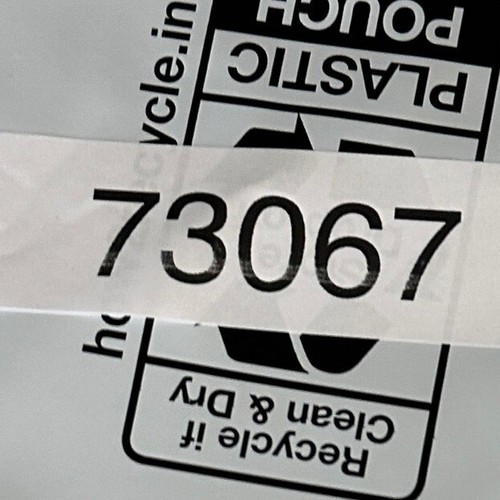 73067
Recycle if
Clean & Dry
PLASTIC
POUCH